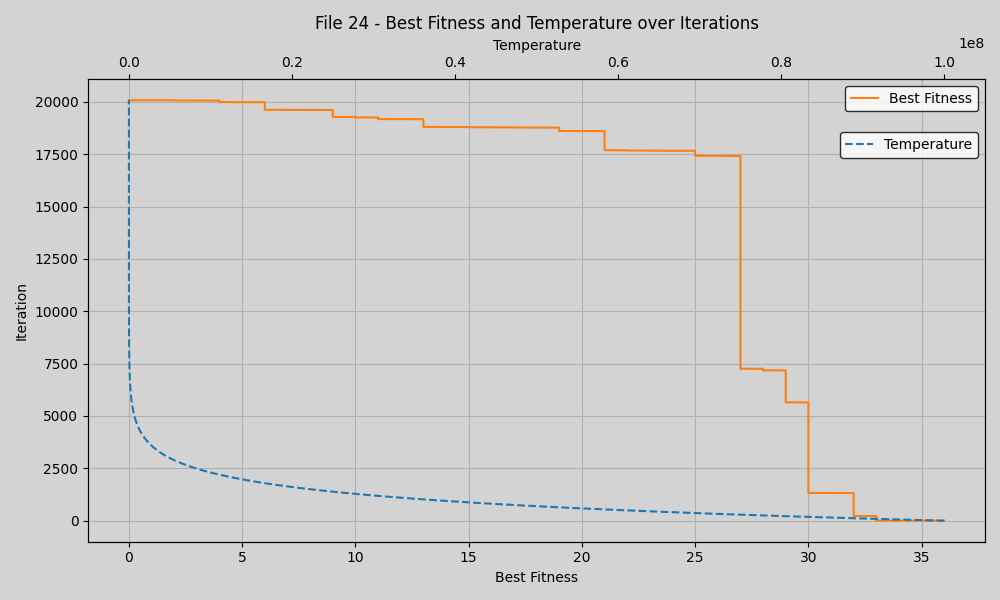 File 24 - Best Fitness and Temperature over Iterations
Temperature
1e8
0.0 0.2 0.4 0.6 0.8 1.0
Best Fitness
Temperature
20000
17500
15000
12500
10000
7500
5000
2500
0
Iteration
0 5 10 15 20 25 30 35
Best Fitness